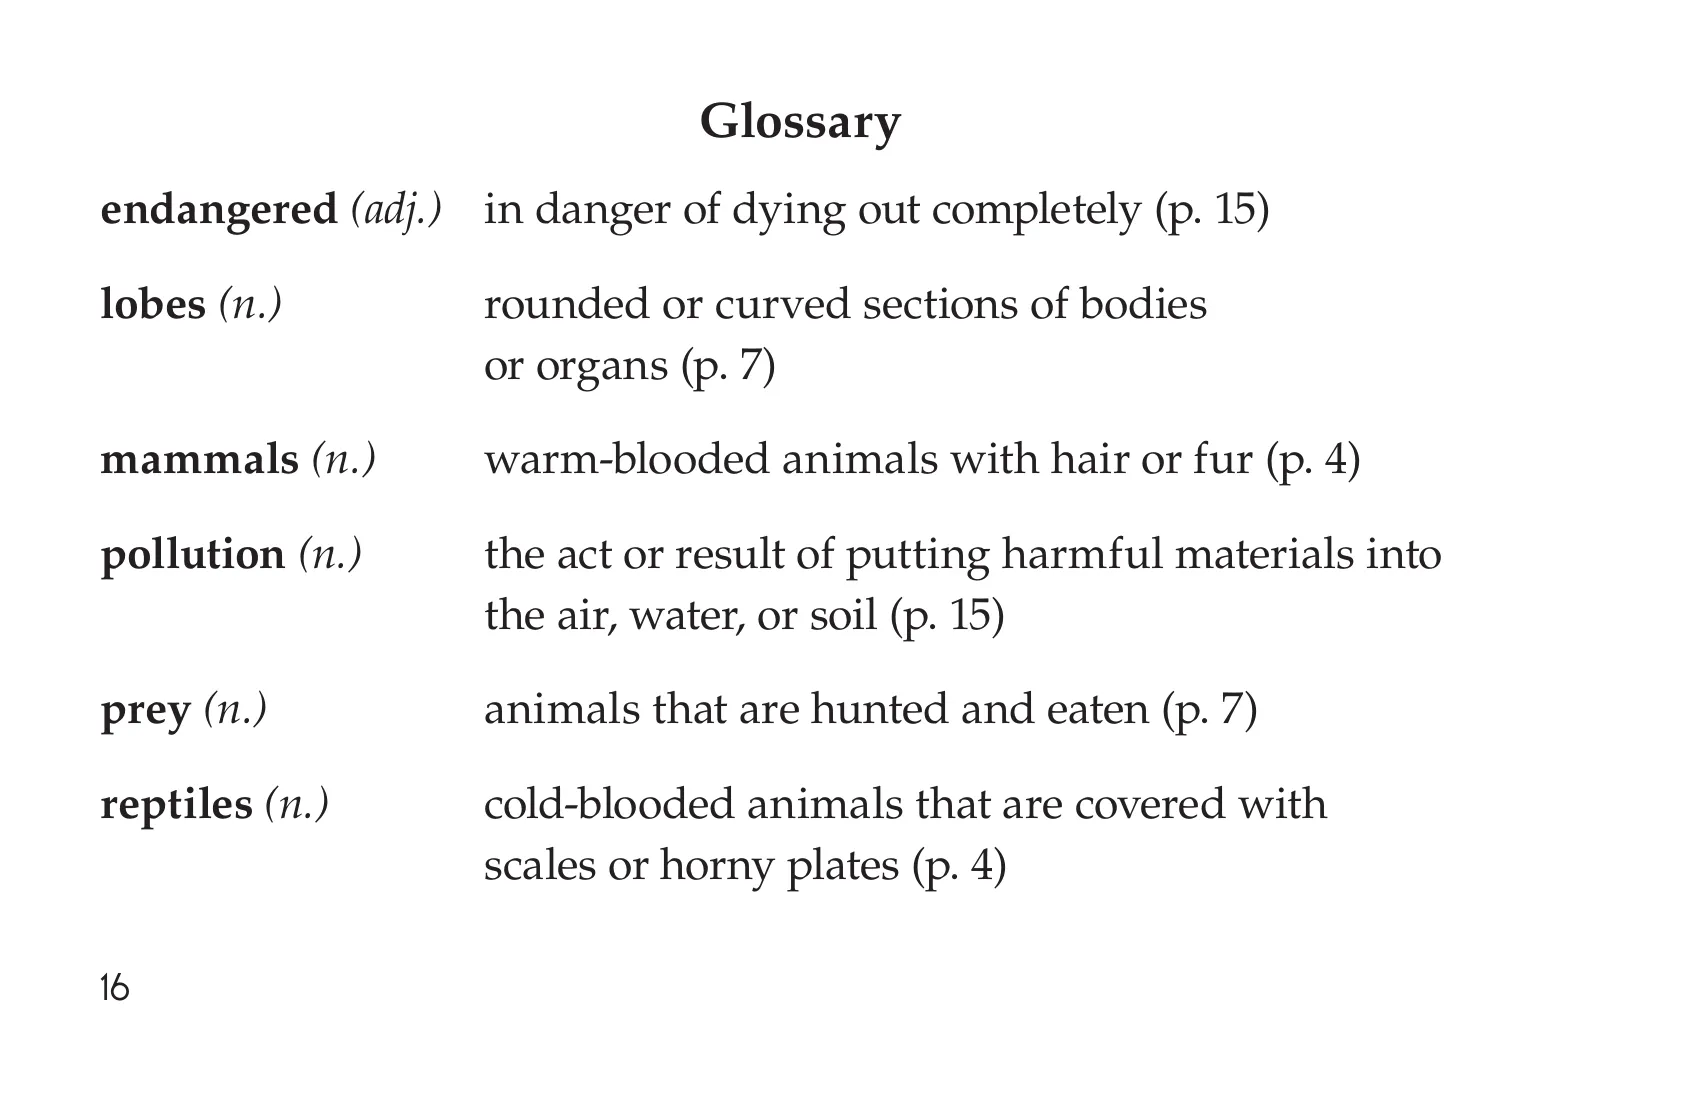 Glossary
endangered (adj.) in danger of dying out completely (p. 15)
lobes (n.) rounded or curved sections of bodies
or organs (p. 7)
mammals (n.) warm-blooded animals with hair or fur (p. 4)
pollution (n.) the act or result of putting harmful materials into
the air, water, or soil (p. 15)
prey (n.) animals that are hunted and eaten (p. 7)
reptiles (n.) cold-blooded animals that are covered with
scales or horny plates (p. 4)
16